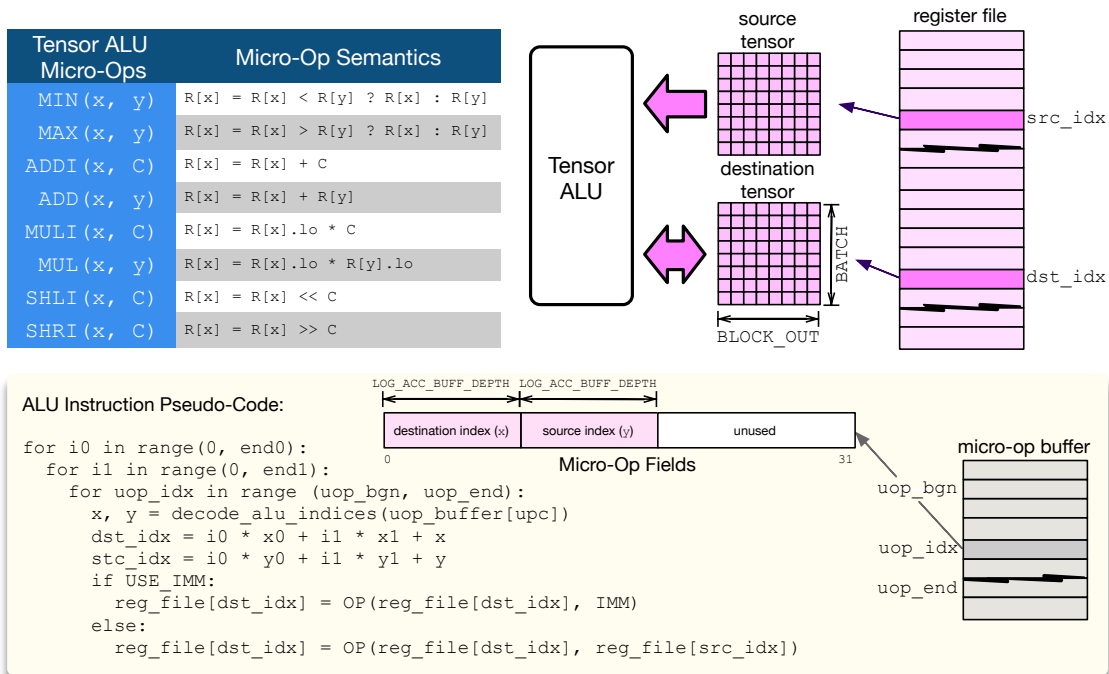 Tensor ALU
Micro-Ops
Micro-Op Semantics
MIN(x, y) R[x] = R[x] < R[y] ? R[x] : R[y]
MAX(x, y) R[x] = R[x] > R[y] ? R[x] : R[y]
ADDI(x, C) R[x] = R[x] + C
ADD(x, y) R[x] = R[x] + R[y]
MULI(x, C) R[x] = R[x].lo * C
MUL(x, y) R[x] = R[x].lo * R[y].lo
SHLI(x, C) R[x] = R[x] << C
SHRI(x, C) R[x] = R[x] >> C
Tensor
ALU
source
tensor
destination
tensor
BATCH
BLOCK_OUT
register file
src_idx
dst_idx
ALU Instruction Pseudo-Code:
for i0 in range(0, end0):
for i1 in range(0, end1):
for uop_idx in range (uop_bgn, uop_end):
x, y = decode_alu_indices(uop_buffer[upc])
dst_idx = i0 * x0 + i1 * x1 + x
stc_idx = i0 * y0 + i1 * y1 + y
if USE_IMM:
reg_file[dst_idx] = OP(reg_file[dst_idx], IMM)
else:
reg_file[dst_idx] = OP(reg_file[dst_idx], reg_file[src_idx])
LOG_ACC_BUFF_DEPTH LOG_ACC_BUFF_DEPTH
destination index (x) source index (y) unused
0 31
Micro-Op Fields
micro-op buffer
uop_bgn
uop_idx
uop_end